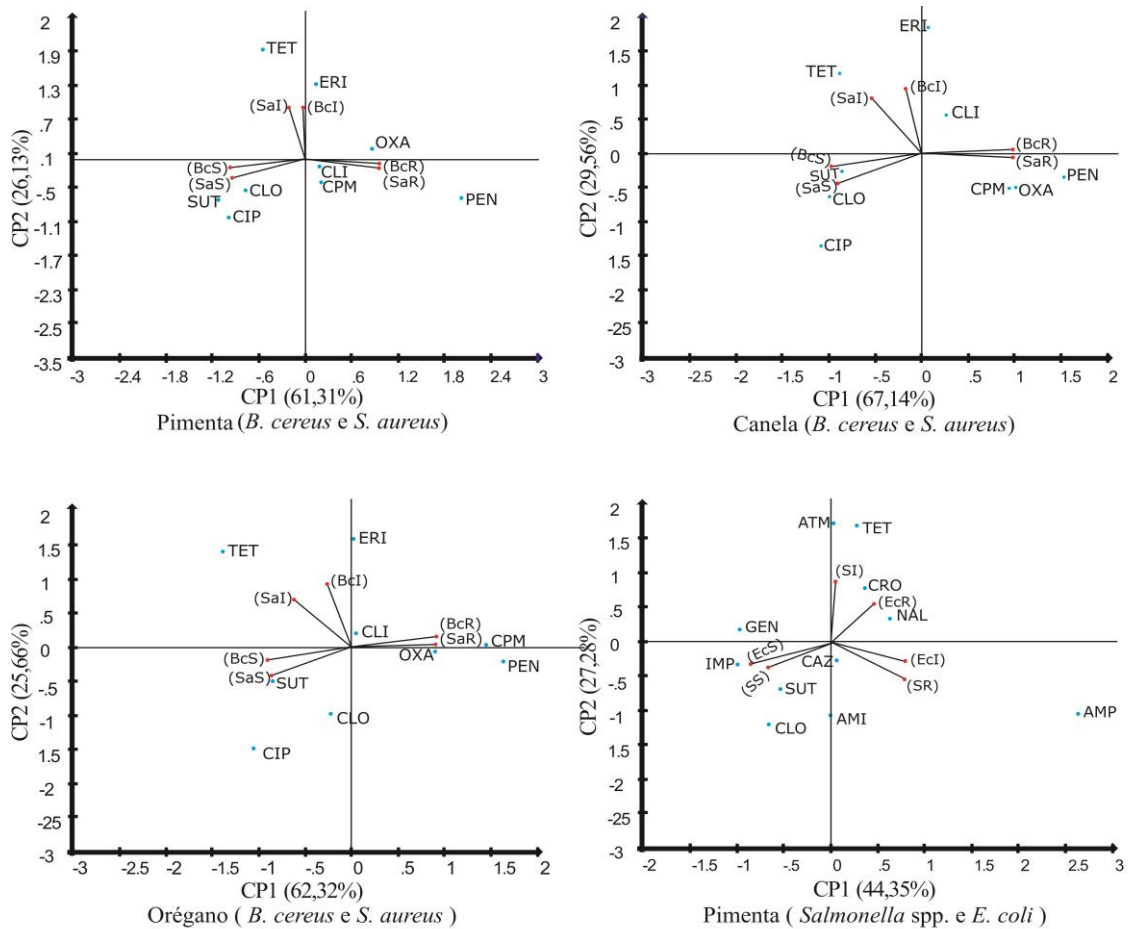 2
1.9
1.3
.7
.1
-.5
-1.1
-1.7
-2.3
-2.5
-3.5
CP2 (26,13%)
TET
ERI
(SaI)
(BcI)
OXA
(BcS)
CLI
(BcR)
(SaS)
CLO
CPM
(SaR)
SUT
PEN
CIP
-3 -2.4 -1.8 -1.2 -.6 0 .6 1.2 1.8 2.4 3
CP1 (61,31%)
Pimenta (B. cereus e S. aureus)
2
1.5
1
.5
0
-.5
-1
-1.5
-2
-25
-3
CP2 (29,56%)
ERI
TET
(SaI)
(BcI)
CLI
(BcR)
(BcS)
SUT
(SaR)
PEN
(SaS)
CLO
CPM
OXA
CIP
-3 -2.5 -2 -1.5 -1 -.5 0 .5 1 1.5 2
CP1 (67,14%)
Canela (B. cereus e S. aureus)
2
1.5
1
.5
0
-.5
-1
1.5
-2
-25
-3
CP2 (25,66%)
TET
ERI
(SaI)
(BcI)
CLI
(BcR)
(SaR)
CPM
(BcS)
OXA
PEN
(SaS)
SUT
CLO
CIP
-3 -2.5 -2 -1.5 -1 -.5 0 .5 1 1.5 2
CP1 (62,32%)
Orégano ( B. cereus e S. aureus )
2
1.5
1
.5
0
-.5
-1
-1.5
-2
-25
-3
CP2 (27,28%)
ATM
TET
(SI)
CRO
(EcR)
NAL
GEN
(EcS)
IMP
CAZ
(EcI)
(SS)
SUT
(SR)
CLO
AMI
AMP
-2 -1.5 -1 -.5 0 0.5 1 1.5 2 2.5 3
CP1 (44,35%)
Pimenta ( Salmonella spp. e E. coli )